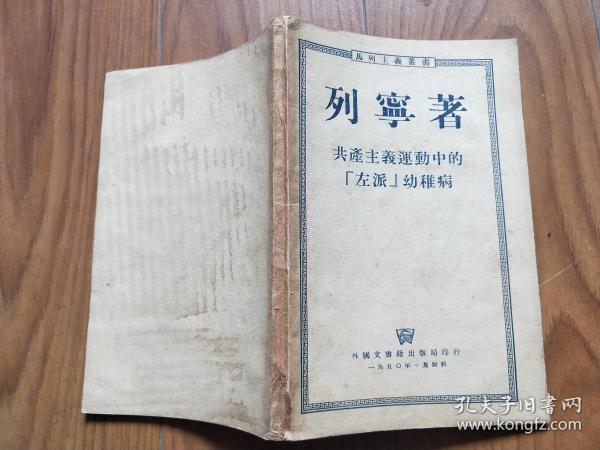 馬列主義叢書
列寧著
共產主義運動中的
『左派』幼稚病
外國文書籍出版局印行
一九五〇年·莫斯科
孔夫子旧书网
www.kongfz.com